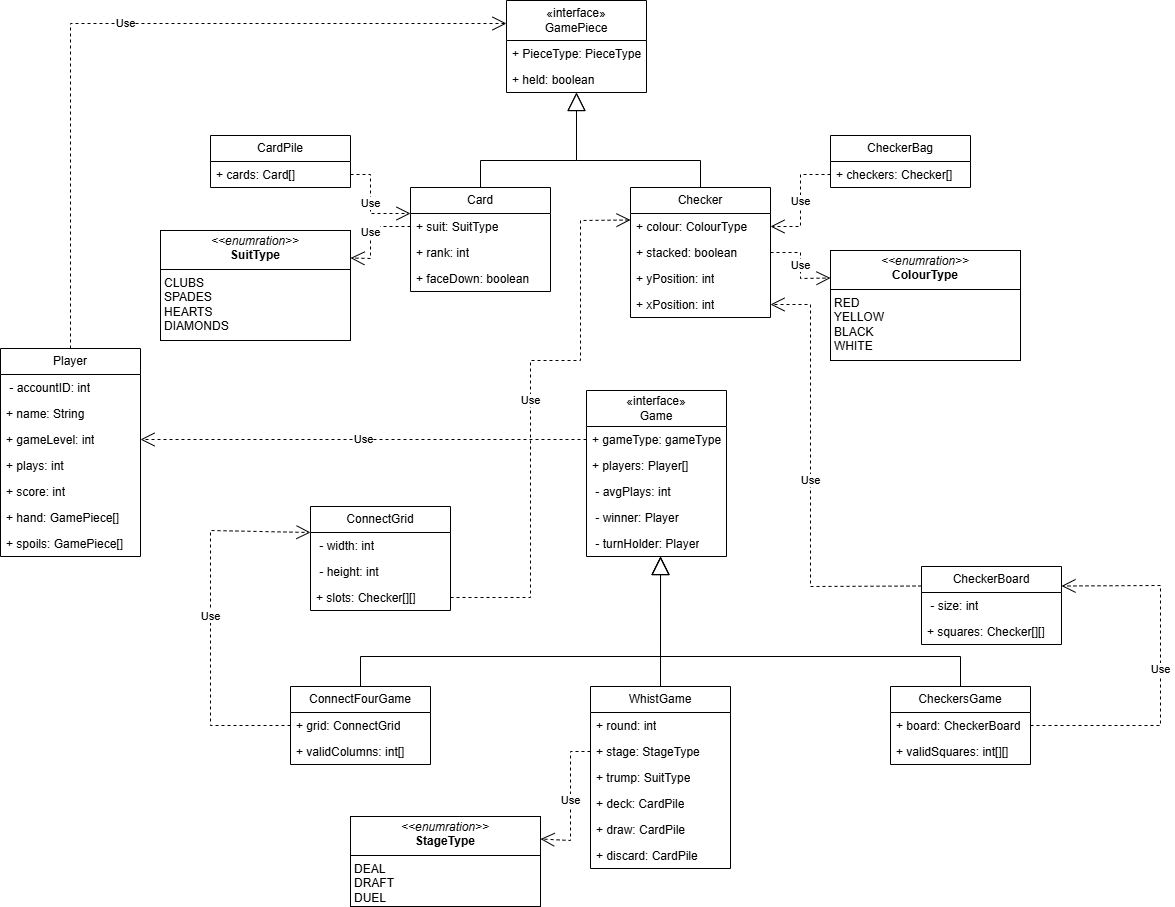 «interface»
GamePiece
+ PieceType: PieceType
+ held: boolean
Use
CardPile
+ cards: Card[]
Use
CheckerBag
+ checkers: Checker[]
Use
Card
+ suit: SuitType
+ rank: int
+ faceDown: boolean
Use
Checker
+ colour: ColourType
+ stacked: boolean
+ yPosition: int
+ xPosition: int
Use
<<enumration>>
SuitType
CLUBS
SPADES
HEARTS
DIAMONDS
<<enumration>>
ColourType
RED
YELLOW
BLACK
WHITE
Player
- accountID: int
+ name: String
+ gameLevel: int
+ plays: int
+ score: int
+ hand: GamePiece[]
+ spoils: GamePiece[]
Use
Use
«interface»
Game
+ gameType: gameType
+ players: Player[]
- avgPlays: int
- winner: Player
- turnHolder: Player
Use
ConnectGrid
- width: int
- height: int
+ slots: Checker[][]
Use
CheckerBoard
- size: int
+ squares: Checker[][]
Use
ConnectFourGame
+ grid: ConnectGrid
+ validColumns: int[]
WhistGame
+ round: int
+ stage: StageType
+ trump: SuitType
+ deck: CardPile
+ draw: CardPile
+ discard: CardPile
CheckersGame
+ board: CheckerBoard
+ validSquares: int[][]
Use
<<enumration>>
StageType
DEAL
DRAFT
DUEL